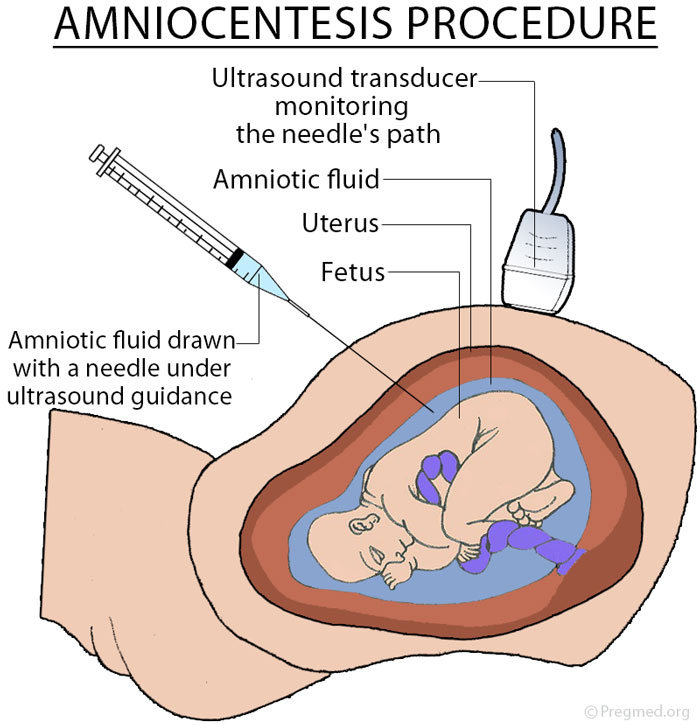 AMNIOCENTESIS PROCEDURE
Ultrasound transducer
monitoring
the needle's path
Amniotic fluid
Uterus
Fetus
Amniotic fluid drawn
with a needle under
ultrasound guidance
© Pregmed.org